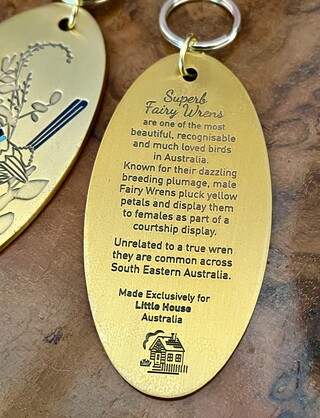 Superb
Fairy Wrens
are one of the most
beautiful, recognisable
and much loved birds
in Australia.
Known for their dazzling
breeding plumage, male
Fairy Wrens pluck yellow
petals and display them
to females as part of a
courtship display.
Unrelated to a true wren
they are common across
South Eastern Australia.
Made Exclusively for
Little House
Australia